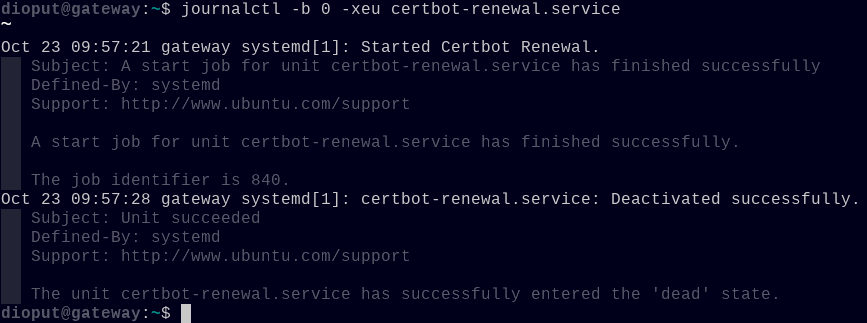 dioput@gateway:~$ journalctl -b 0 -xeu certbot-renewal.service
~
Oct 23 09:57:21 gateway systemd[1]: Started Certbot Renewal.
Subject: A start job for unit certbot-renewal.service has finished successfully
Defined-By: systemd
Support: http://www.ubuntu.com/support
A start job for unit certbot-renewal.service has finished successfully.
The job identifier is 840.
Oct 23 09:57:28 gateway systemd[1]: certbot-renewal.service: Deactivated successfully.
Subject: Unit succeeded
Defined-By: systemd
Support: http://www.ubuntu.com/support
The unit certbot-renewal.service has successfully entered the 'dead' state.
dioput@gateway:~$